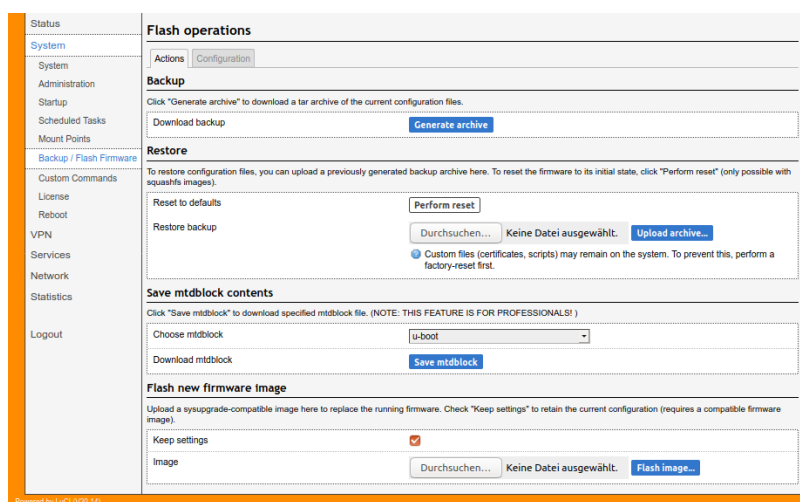 Status
System
System
Administration
Startup
Scheduled Tasks
Mount Points
Backup / Flash Firmware
Custom Commands
License
Reboot
VPN
Services
Network
Statistics
Logout
Flash operations
Actions
Configuration
Backup
Click "Generate archive" to download a tar archive of the current configuration files.
Download backup
Generate archive
Restore
To restore configuration files, you can upload a previously generated backup archive here. To reset the firmware to its initial state, click "Perform reset" (only possible with
squashfs images).
Reset to defaults
Perform reset
Restore backup
Durchsuchen... Keine Datei ausgewählt. Upload archive...
Custom files (certificates, scripts) may remain on the system. To prevent this, perform a
factory-reset first.
Save mtdblock contents
Click "Save mtdblock" to download specified mtdblock file. (NOTE: THIS FEATURE IS FOR PROFESSIONALS! )
Choose mtdblock
u-boot
Download mtdblock
Save mtdblock
Flash new firmware image
Upload a sysupgrade-compatible image here to replace the running firmware. Check "Keep settings" to retain the current configuration (requires a compatible firmware
image).
Keep settings
Image
Durchsuchen... Keine Datei ausgewählt. Flash image...
Powered by LuCI